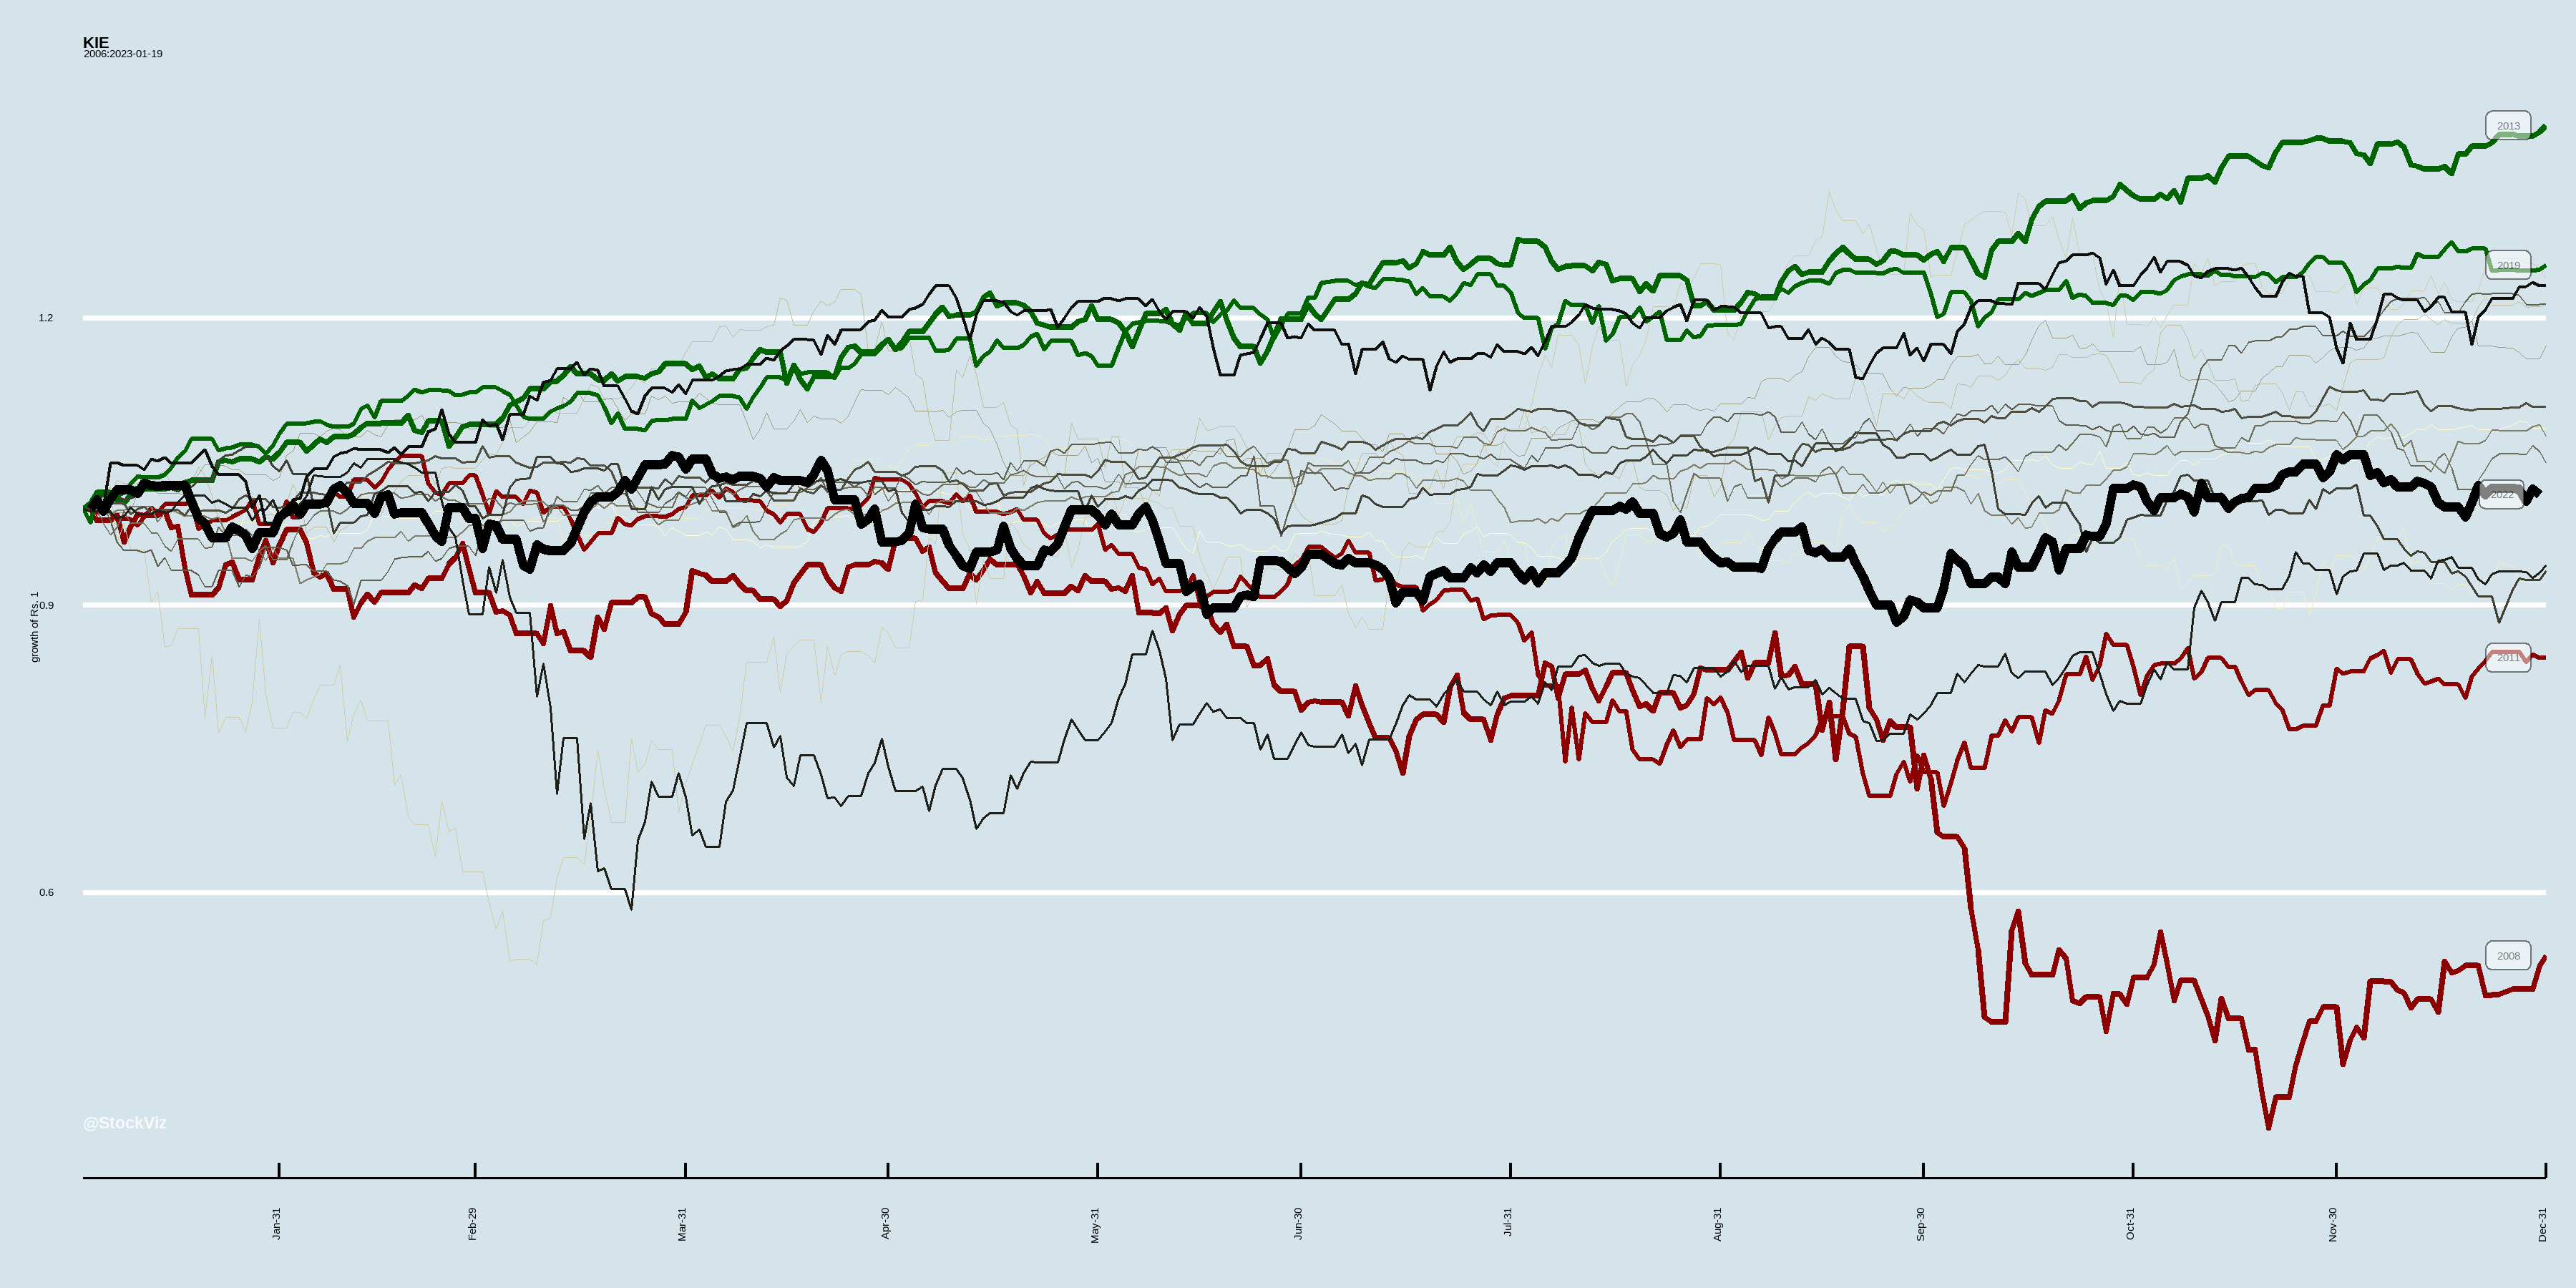 KIE
2006:2023-01-19
2013
2019
1.2
2022
0.9
growth of Rs. 1
2011
0.6
2008
@StockViz
Jan-31
Feb-29
Mar-31
Apr-30
May-31
Jun-30
Jul-31
Aug-31
Sep-30
Oct-31
Nov-30
Dec-31